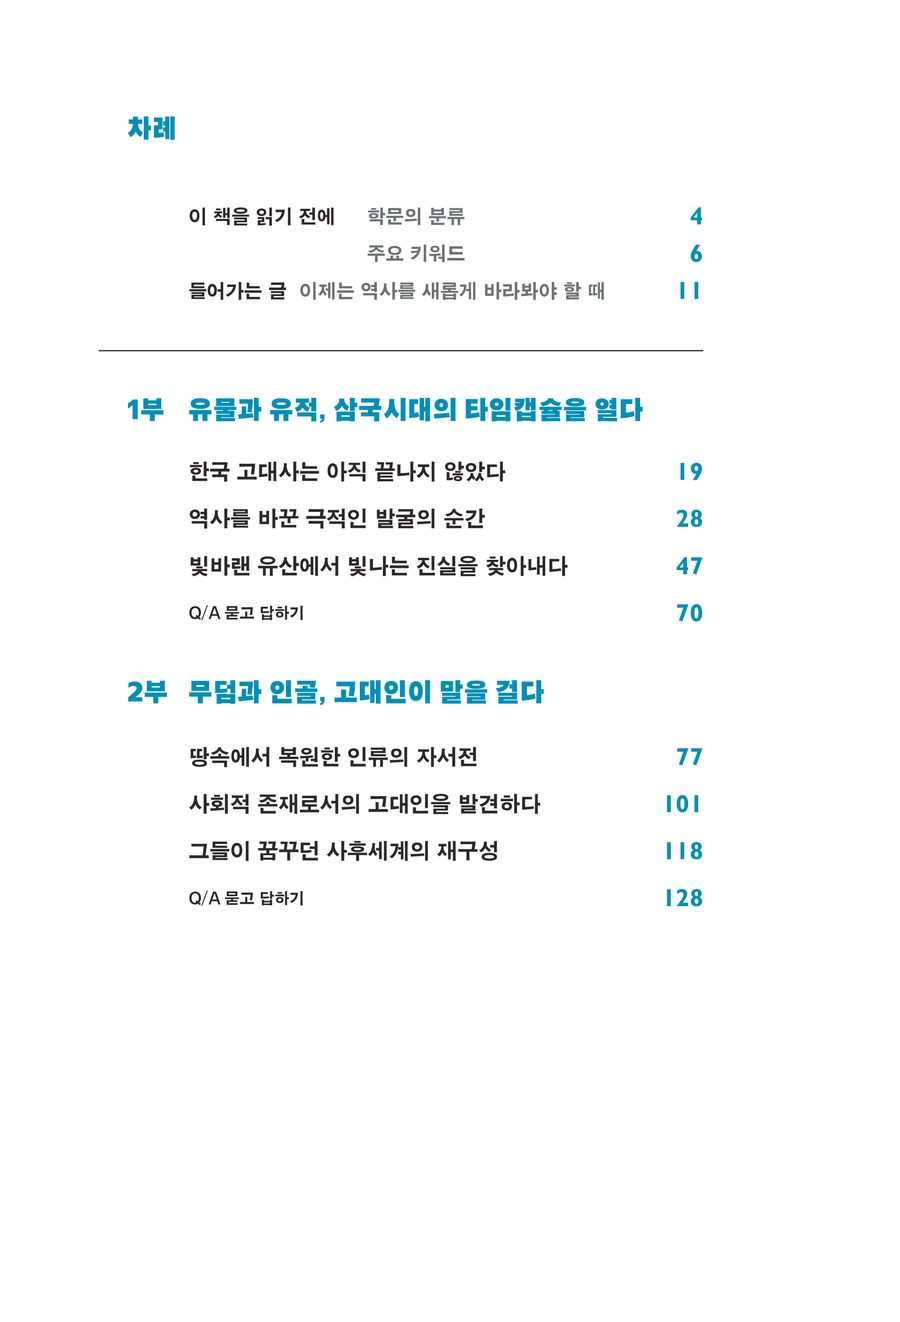 차례
이 책을 읽기 전에 학문의 분류 4
주요 키워드 6
들어가는 글 이제는 역사를 새롭게 바라봐야 할 때 11
1부 유물과 유적, 삼국시대의 타임캡슐을 열다
한국 고대사는 아직 끝나지 않았다 19
역사를 바꾼 극적인 발굴의 순간 28
빛바랜 유산에서 빛나는 진실을 찾아내다 47
Q/A 묻고 답하기 70
2부 무덤과 인골, 고대인이 말을 걸다
땅속에서 복원한 인류의 자서전 77
사회적 존재로서의 고대인을 발견하다 101
그들이 꿈꾸던 사후세계의 재구성 118
Q/A 묻고 답하기 128